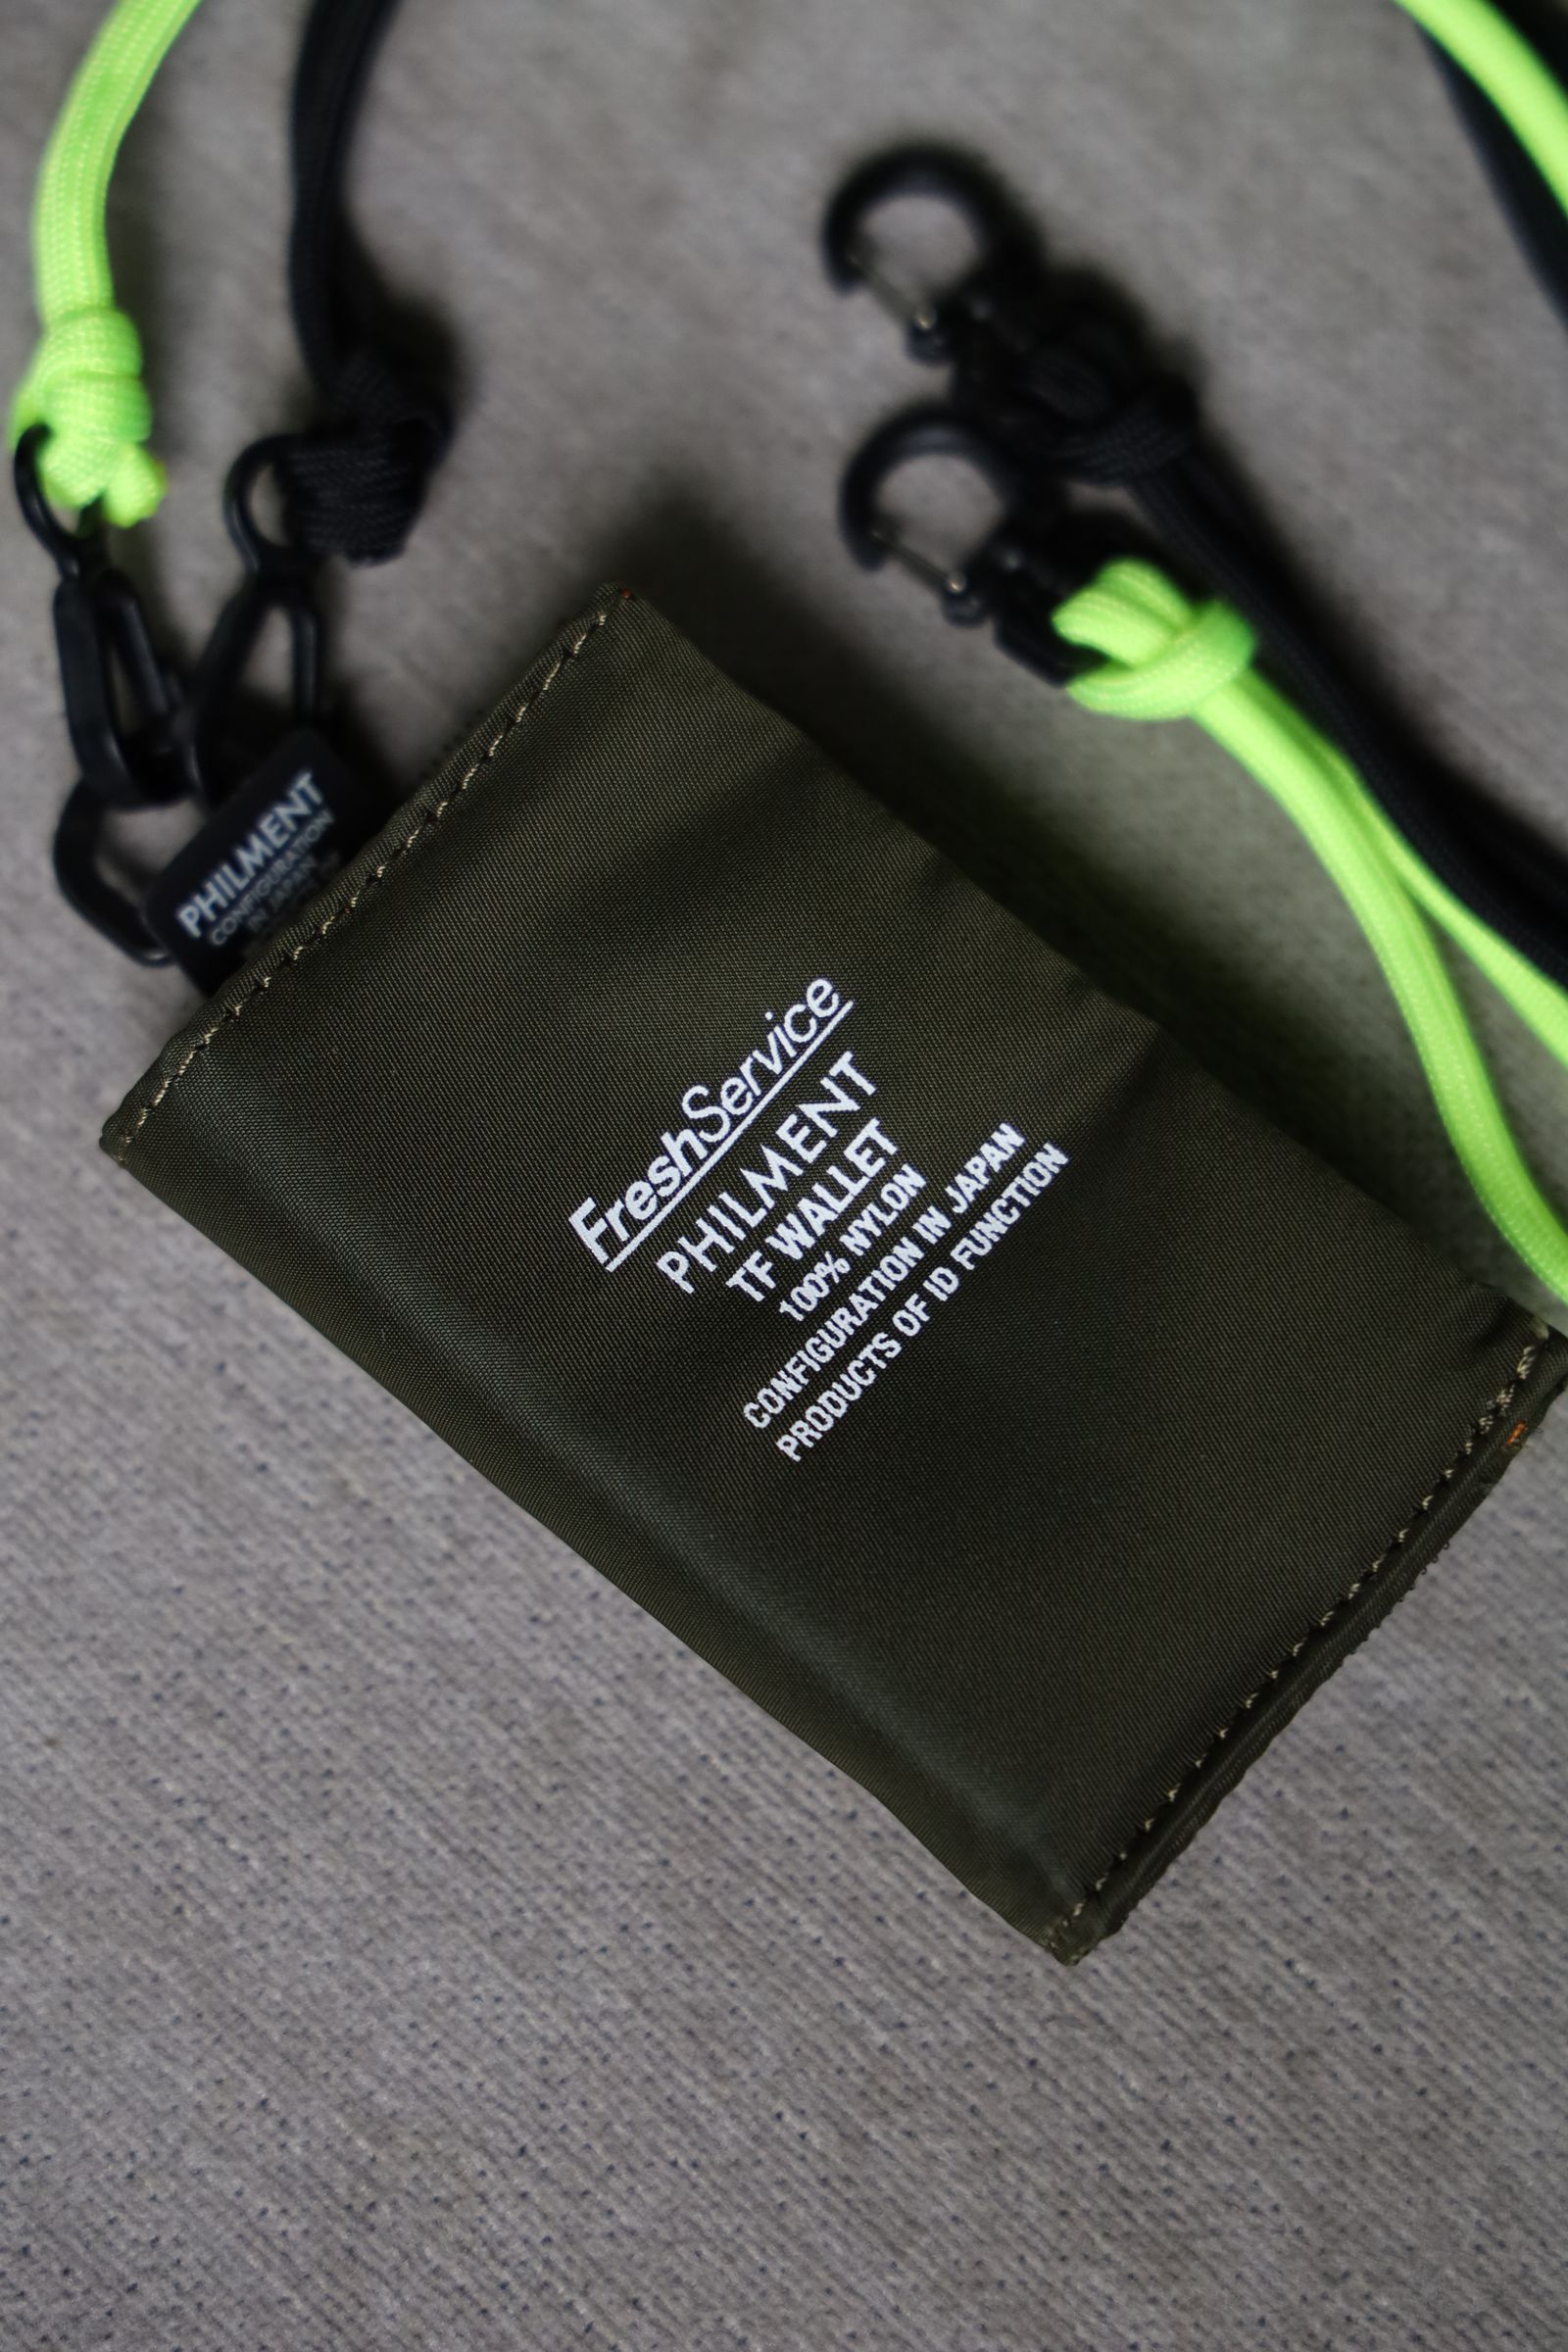 PHILMENT
CONFIGURATION
IN JAPAN
FreshService
PHILMENT
TF WALLET
100% NYLON
CONFIGURATION IN JAPAN
PRODUCTS OF ID FUNCTION